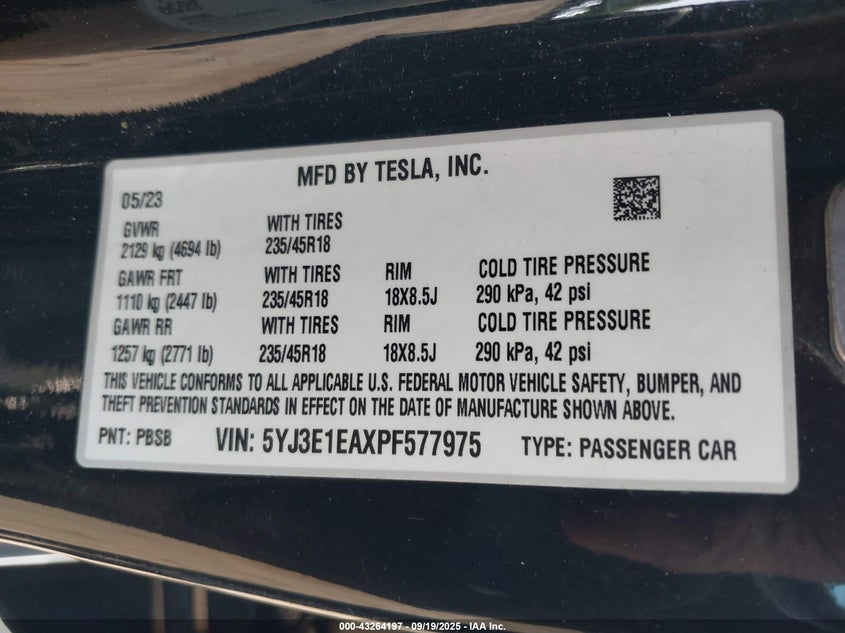 MFD BY TESLA, INC.
05/23
GVWR WITH TIRES
2129 kg (4694 lb) 235/45R18
GAWR FRT WITH TIRES RIM COLD TIRE PRESSURE
1110 kg (2447 lb) 235/45R18 18X8.5J 290 kPa, 42 psi
GAWR RR WITH TIRES RIM COLD TIRE PRESSURE
1257 kg (2771 lb) 235/45R18 18X8.5J 290 kPa, 42 psi
THIS VEHICLE CONFORMS TO ALL APPLICABLE U.S. FEDERAL MOTOR VEHICLE SAFETY, BUMPER, AND
THEFT PREVENTION STANDARDS IN EFFECT ON THE DATE OF MANUFACTURE SHOWN ABOVE.
PNT: PBSB VIN: 5YJ3E1EAXPF577975 TYPE: PASSENGER CAR
000-43264197 - 09/19/2025 - IAA Inc.